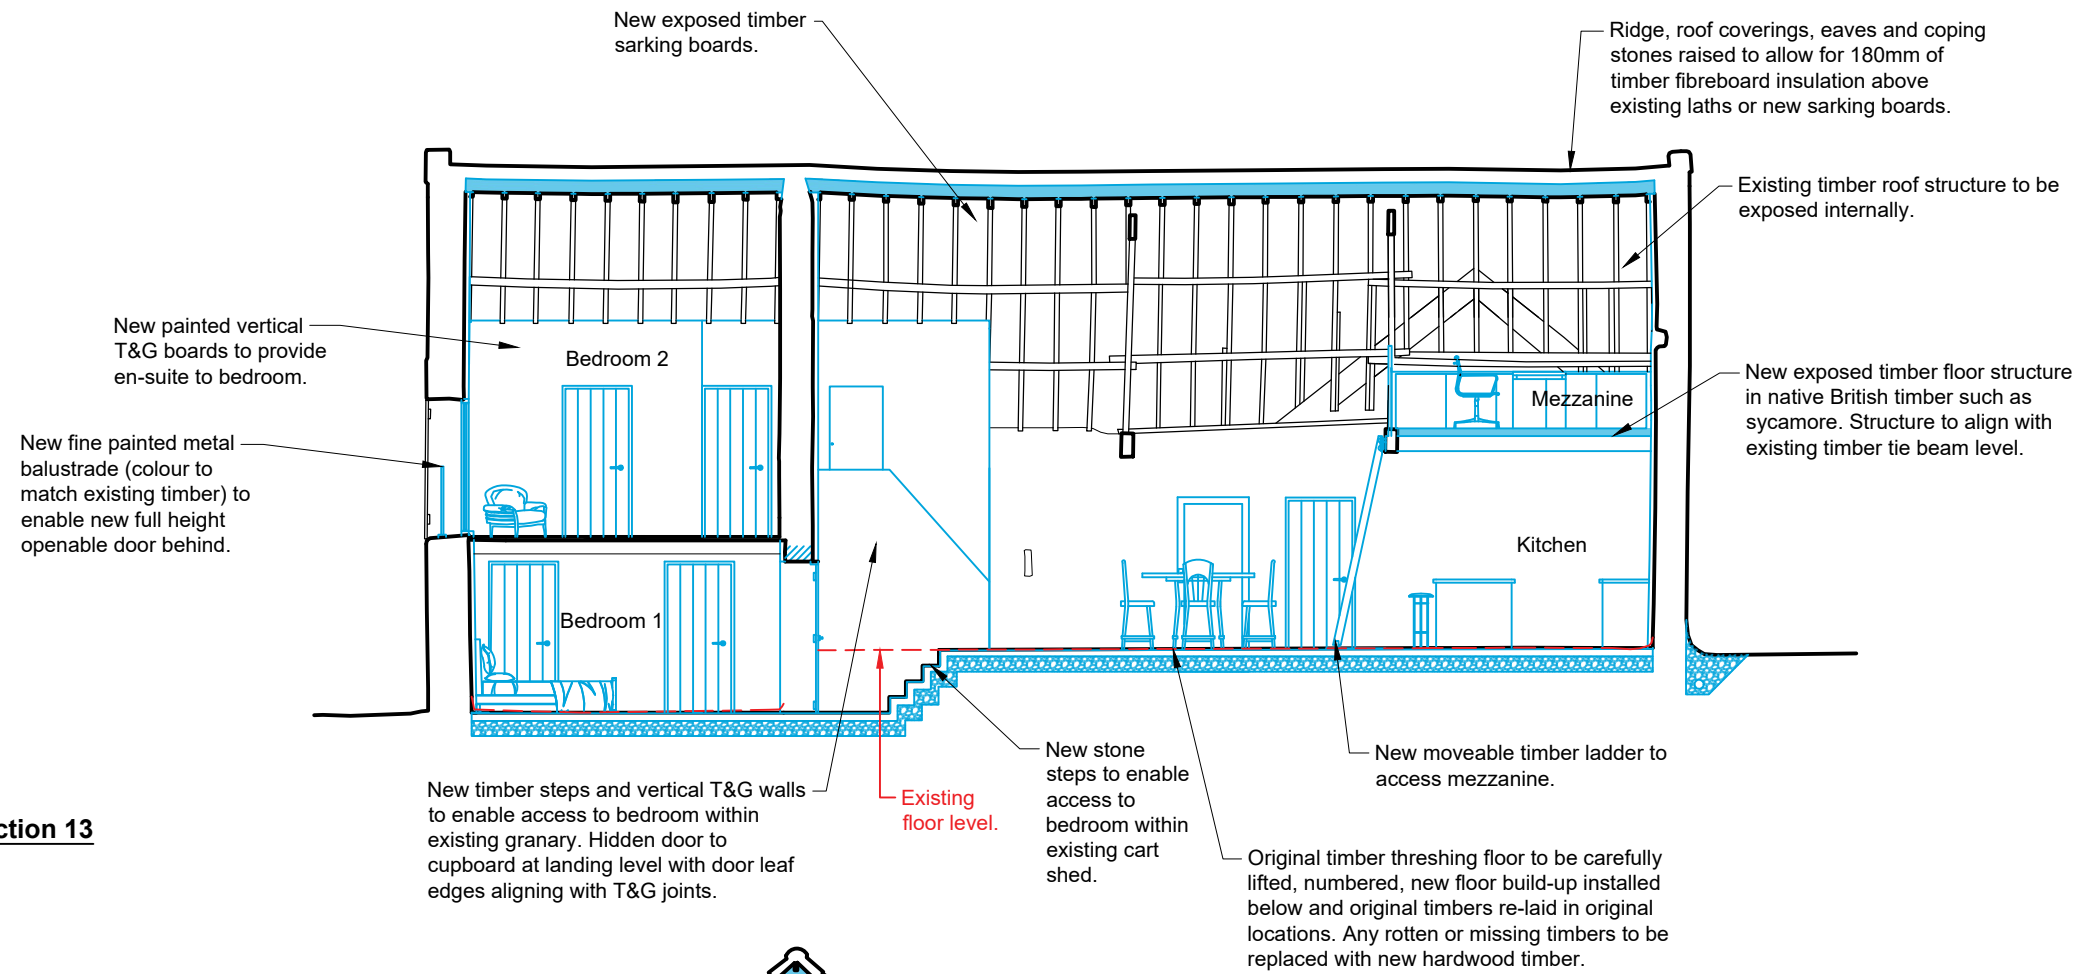 New exposed timber
sarking boards.
Ridge, roof coverings, eaves and coping
stones raised to allow for 180mm of
timber fibreboard insulation above
existing laths or new sarking boards.
Existing timber roof structure to be
exposed internally.
New painted vertical
T&G boards to provide
en-suite to bedroom.
Bedroom 2
Mezzanine
New exposed timber floor structure
in native British timber such as
sycamore. Structure to align with
existing timber tie beam level.
New fine painted metal
balustrade (colour to
match existing timber) to
enable new full height
openable door behind.
Kitchen
Bedroom 1
New timber steps and vertical T&G walls
to enable access to bedroom within
existing granary. Hidden door to
cupboard at landing level with door leaf
edges aligning with T&G joints.
Existing
floor level.
New stone
steps to enable
access to
bedroom within
existing cart
shed.
New moveable timber ladder to
access mezzanine.
Original timber threshing floor to be carefully
lifted, numbered, new floor build-up installed
below and original timbers re-laid in original
locations. Any rotten or missing timbers to be
replaced with new hardwood timber.
ction 13